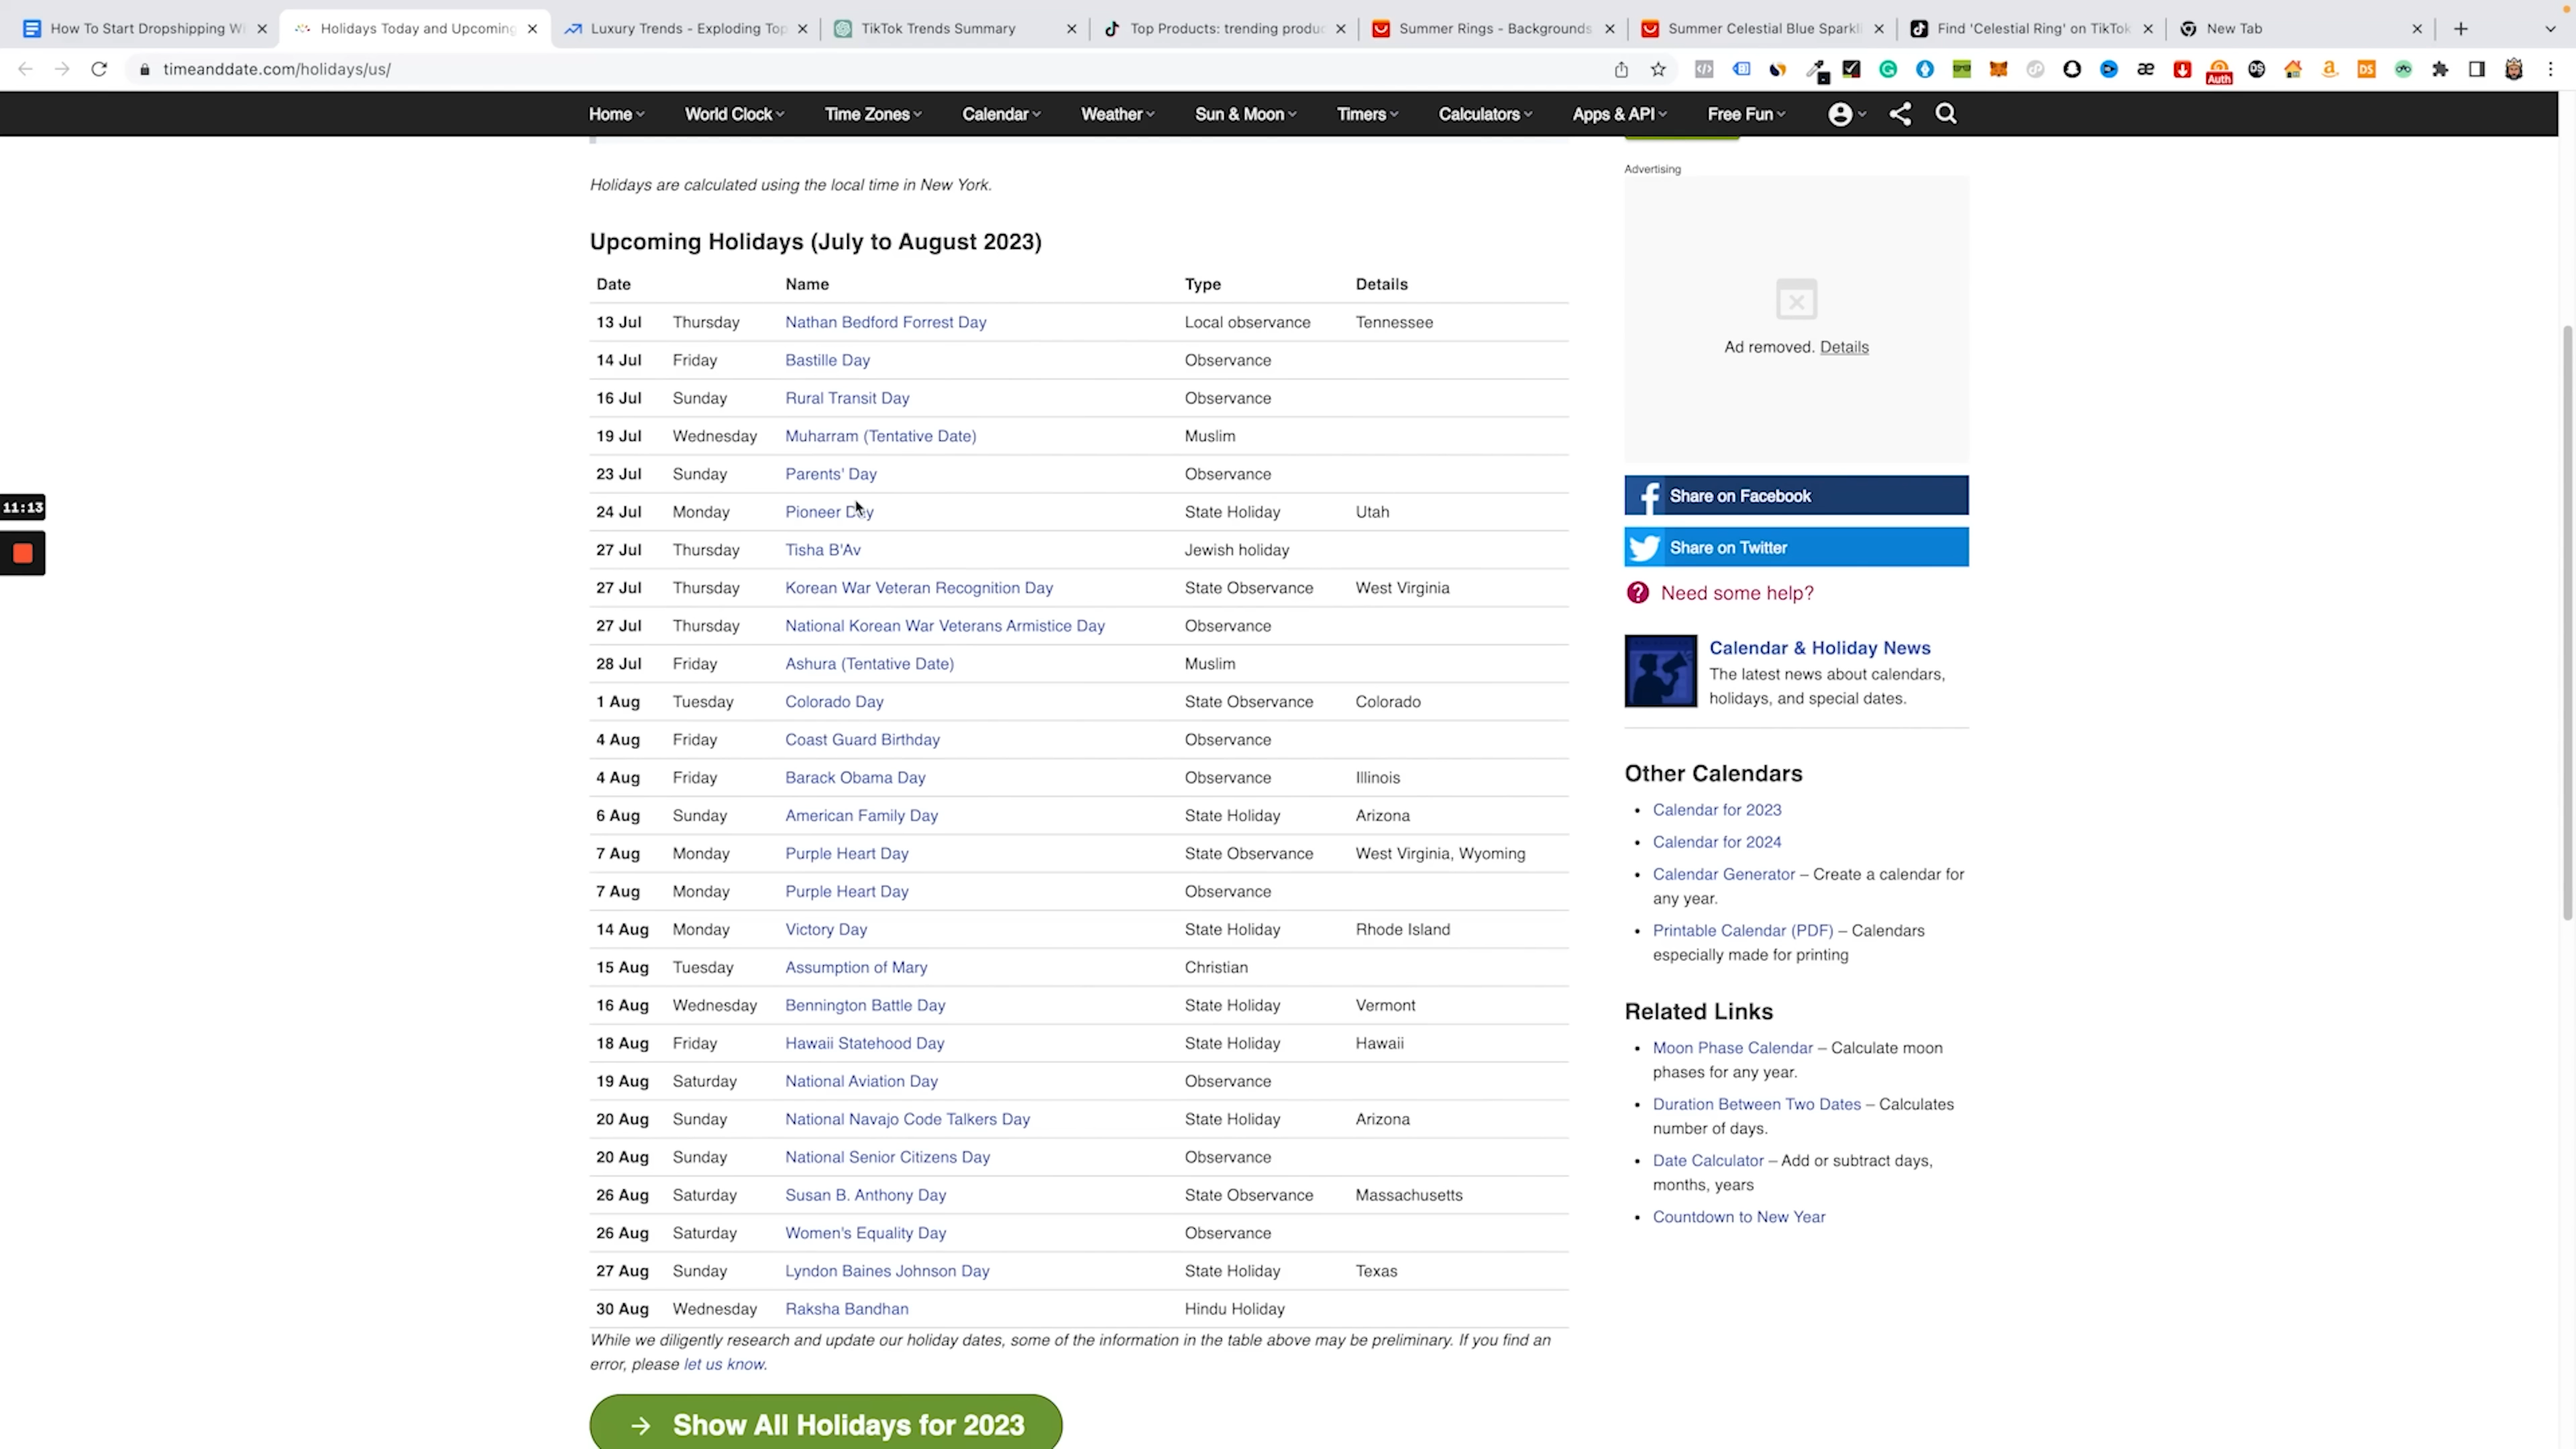 How To Start Dropshipping Wi
Holidays Today and Upcoming
Luxury Trends - Exploding Top
TikTok Trends Summary
Top Products: trending produc
Summer Rings - Backgrounds
Summer Celestial Blue Sparkli
Find 'Celestial Ring' on TikTok
New Tab
timeanddate.com/holidays/us/
Auth
Home
World Clock
Time Zones
Calendar
Weather
Sun & Moon
Timers
Calculators
Apps & API
Free Fun
Holidays are calculated using the local time in New York.
Upcoming Holidays (July to August 2023)
Date Name Type Details
13 Jul Thursday Nathan Bedford Forrest Day Local observance Tennessee
14 Jul Friday Bastille Day Observance
16 Jul Sunday Rural Transit Day Observance
19 Jul Wednesday Muharram (Tentative Date) Muslim
23 Jul Sunday Parents' Day Observance
24 Jul Monday Pioneer Day State Holiday Utah
27 Jul Thursday Tisha B'Av Jewish holiday
27 Jul Thursday Korean War Veteran Recognition Day State Observance West Virginia
27 Jul Thursday National Korean War Veterans Armistice Day Observance
28 Jul Friday Ashura (Tentative Date) Muslim
1 Aug Tuesday Colorado Day State Observance Colorado
4 Aug Friday Coast Guard Birthday Observance
4 Aug Friday Barack Obama Day Observance Illinois
6 Aug Sunday American Family Day State Holiday Arizona
7 Aug Monday Purple Heart Day State Observance West Virginia, Wyoming
7 Aug Monday Purple Heart Day Observance
14 Aug Monday Victory Day State Holiday Rhode Island
15 Aug Tuesday Assumption of Mary Christian
16 Aug Wednesday Bennington Battle Day State Holiday Vermont
18 Aug Friday Hawaii Statehood Day State Holiday Hawaii
19 Aug Saturday National Aviation Day Observance
20 Aug Sunday National Navajo Code Talkers Day State Holiday Arizona
20 Aug Sunday National Senior Citizens Day Observance
26 Aug Saturday Susan B. Anthony Day State Observance Massachusetts
26 Aug Saturday Women's Equality Day Observance
27 Aug Sunday Lyndon Baines Johnson Day State Holiday Texas
30 Aug Wednesday Raksha Bandhan Hindu Holiday
While we diligently research and update our holiday dates, some of the information in the table above may be preliminary. If you find an
error, please let us know.
Show All Holidays for 2023
11:13
Advertising
Ad removed. Details
Share on Facebook
Share on Twitter
Need some help?
Calendar & Holiday News
The latest news about calendars,
holidays, and special dates.
Other Calendars
• Calendar for 2023
• Calendar for 2024
• Calendar Generator – Create a calendar for
any year.
• Printable Calendar (PDF) – Calendars
especially made for printing
Related Links
• Moon Phase Calendar – Calculate moon
phases for any year.
• Duration Between Two Dates – Calculates
number of days.
• Date Calculator – Add or subtract days,
months, years
• Countdown to New Year